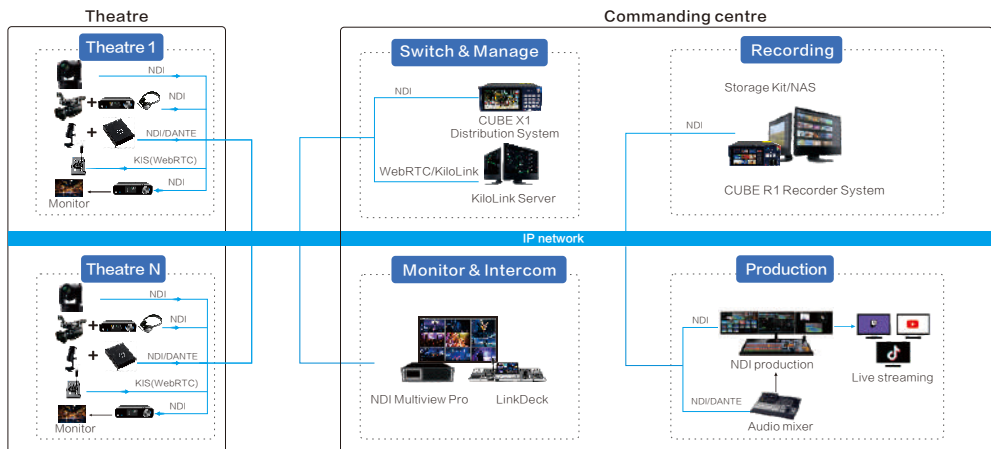 Theatre
Commanding centre
Theatre 1
NDI
NDI
NDI/DANTE
KIS(WebRTC)
NDI
Monitor
Switch & Manage
NDI
CUBE X1
Distribution System
WebRTC/KiloLink
KiloLink Server
Recording
Storage Kit/NAS
NDI
CUBE R1 Recorder System
IP network
Theatre N
NDI
NDI
NDI/DANTE
KIS(WebRTC)
NDI
Monitor
Monitor & Intercom
NDI Multiview Pro
LinkDeck
Production
NDI
NDI production
Live streaming
NDI/DANTE
Audio mixer